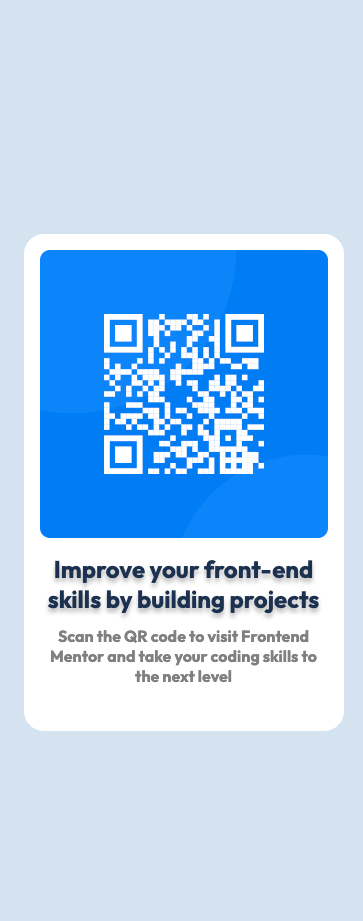 Improve your front-end
skills by building projects
Scan the QR code to visit Frontend
Mentor and take your coding skills to
the next level